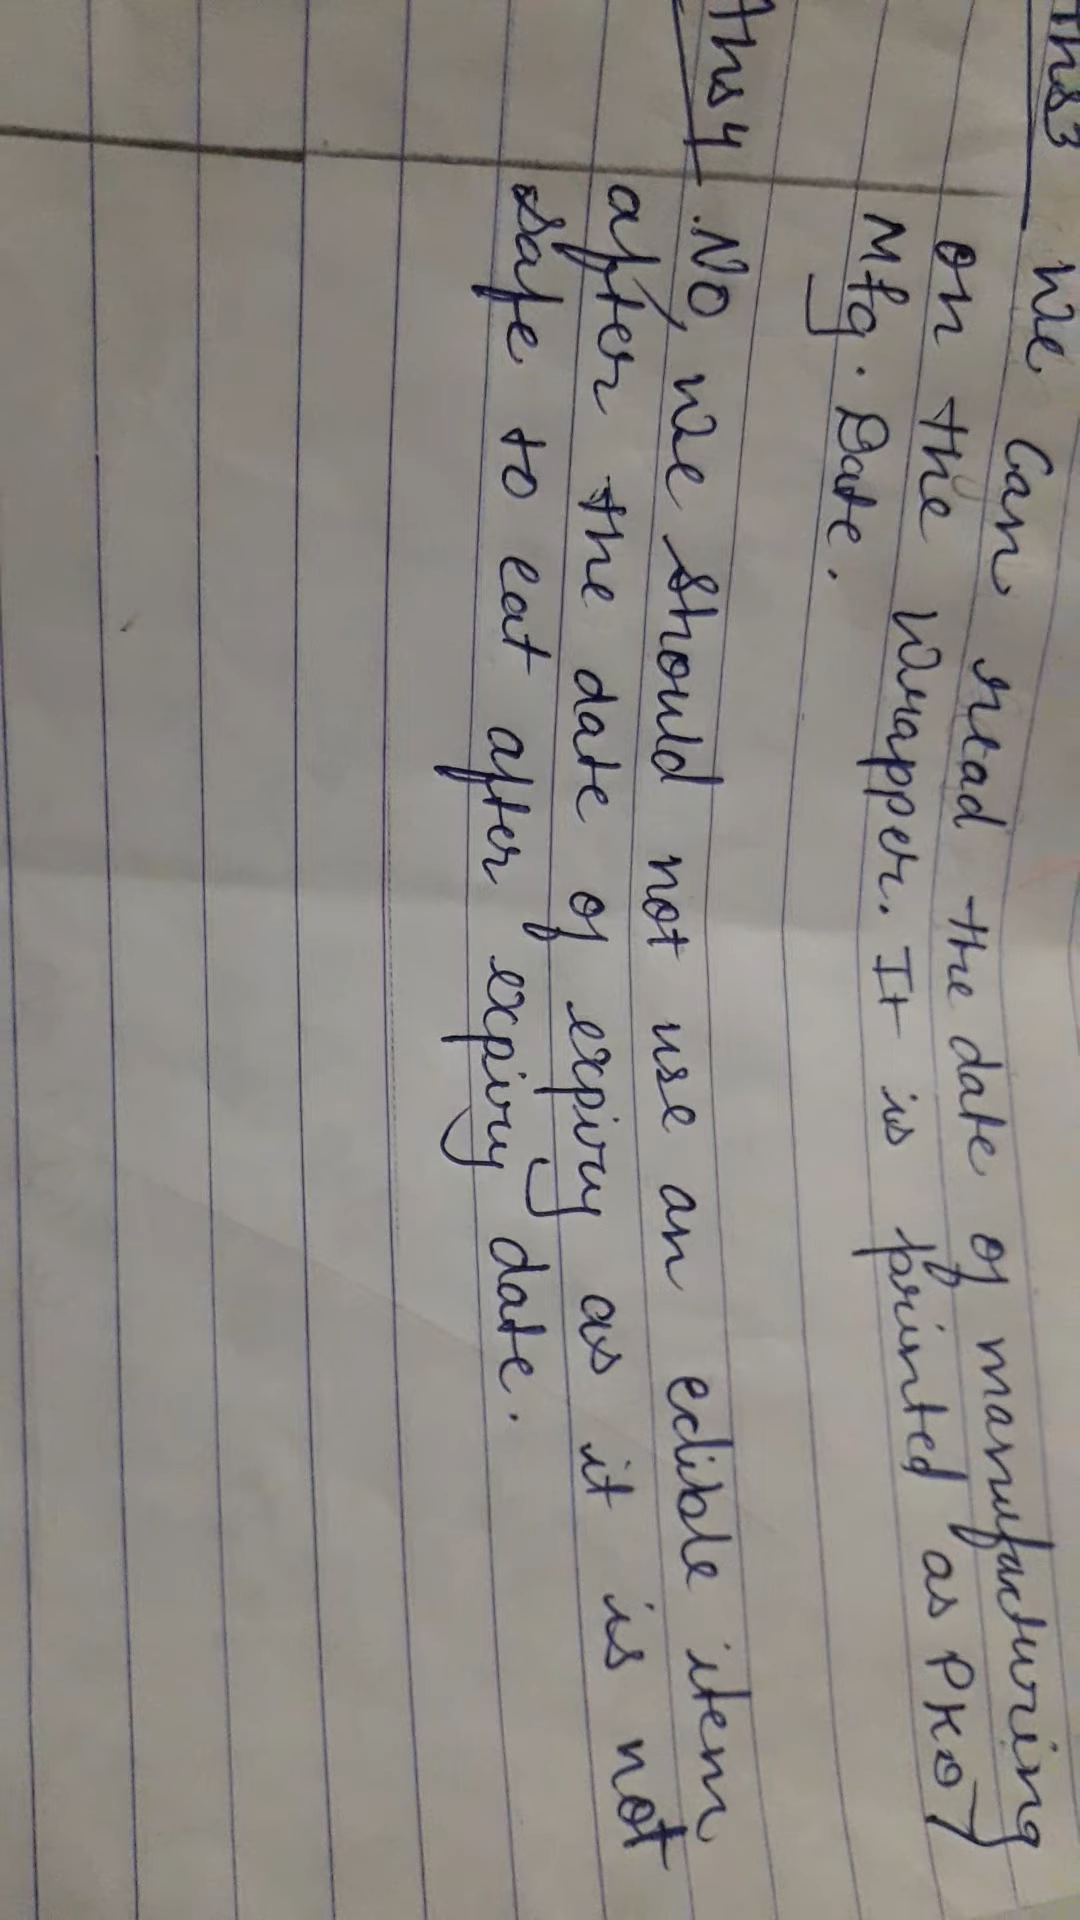 Ans3 We can read the date of manufacturing
on the wrapper. It is printed as PKD/
Mfg. Date.
Ans4 No, we should not use an edible item
after the date of expiry as it is not
safe to eat after expiry date.